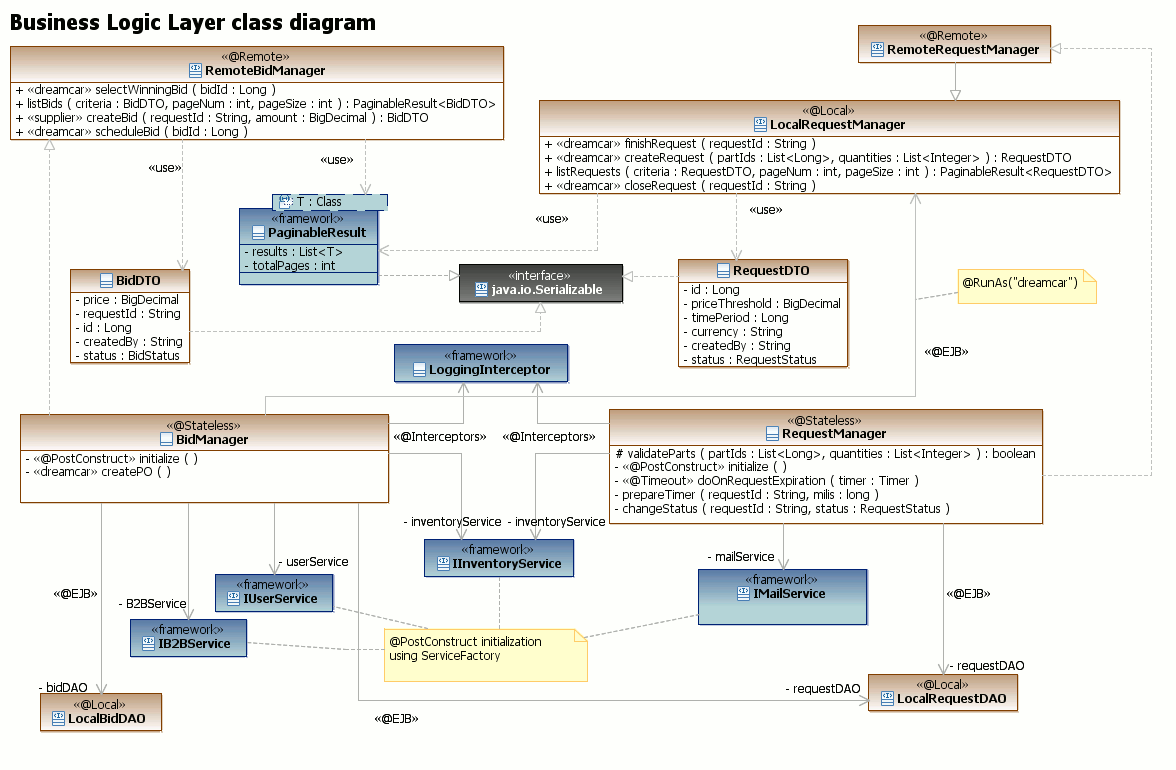 Business Logic Layer class diagram
«@Remote»
RemoteBidManager
+ «dreamcar» selectWinningBid ( bidId : Long )
+ listBids ( criteria : BidDTO, pageNum : int, pageSize : int ) : PaginableResult<BidDTO>
+ «supplier» createBid ( requestId : String, amount : BigDecimal ) : BidDTO
+ «dreamcar» scheduleBid ( bidId : Long )
«@Remote»
RemoteRequestManager
«@Local»
LocalRequestManager
+ «dreamcar» finishRequest ( requestId : String )
+ «dreamcar» createRequest ( partIds : List<Long>, quantities : List<Integer> ) : RequestDTO
+ listRequests ( criteria : RequestDTO, pageNum : int, pageSize : int ) : PaginableResult<RequestDTO>
+ «dreamcar» closeRequest ( requestId : String )
«use»
«use»
«use»
«use»
T : Class
«framework»
PaginableResult
- results : List<T>
- totalPages : int
BidDTO
- price : BigDecimal
- requestId : String
- id : Long
- createdBy : String
- status : BidStatus
«interface»
java.io.Serializable
RequestDTO
- id : Long
- priceThreshold : BigDecimal
- timePeriod : Long
- currency : String
- createdBy : String
- status : RequestStatus
@RunAs("dreamcar")
«@EJB»
«framework»
LoggingInterceptor
«@Stateless»
BidManager
- «@PostConstruct» initialize ( )
- «dreamcar» createPO ( )
«@Interceptors»
«@Interceptors»
«@Stateless»
RequestManager
# validateParts ( partIds : List<Long>, quantities : List<Integer> ) : boolean
- «@PostConstruct» initialize ( )
- «@Timeout» doOnRequestExpiration ( timer : Timer )
- prepareTimer ( requestId : String, milis : long )
- changeStatus ( requestId : String, status : RequestStatus )
- inventoryService
- inventoryService
«framework»
IInventoryService
- userService
«framework»
IUserService
- mailService
«framework»
IMailService
«@EJB»
- B2BService
«framework»
IB2BService
«@EJB»
@PostConstruct initialization
using ServiceFactory
- bidDAO
«@Local»
LocalBidDAO
- requestDAO
- requestDAO
«@Local»
LocalRequestDAO
«@EJB»